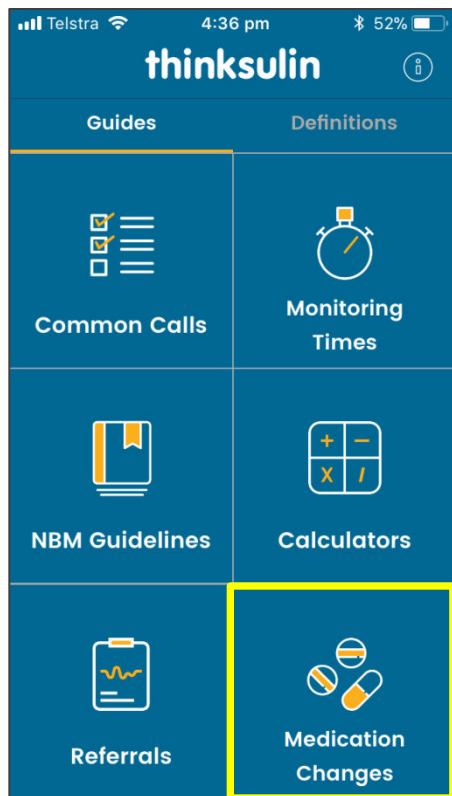 Telstra 4:36 pm 52%
thinksulin
Guides Definitions
Common Calls
Monitoring
Times
NBM Guidelines
+ −
X /
Calculators
Referrals
Medication
Changes